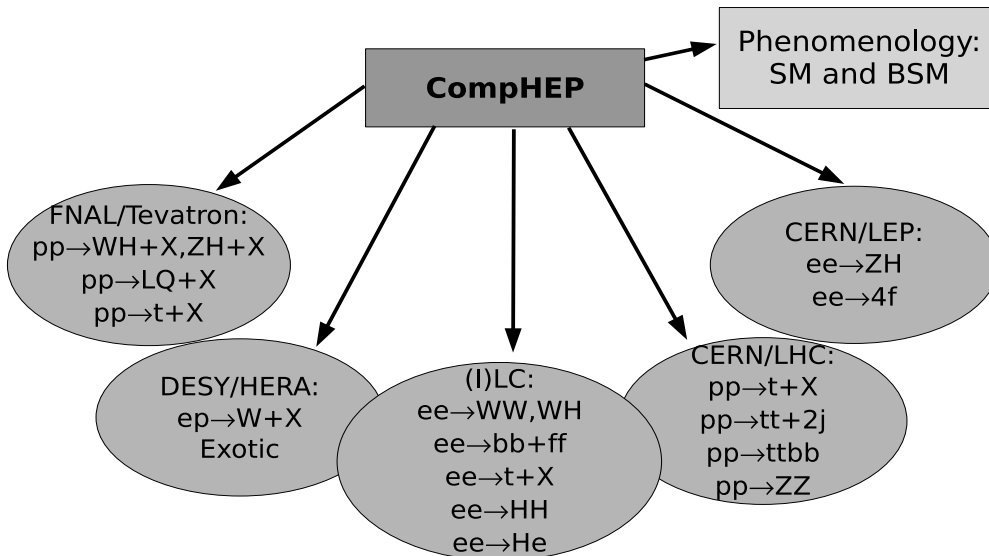 CompHEP
Phenomenology:
SM and BSM
FNAL/Tevatron:
pp→WH+X,ZH+X
pp→LQ+X
pp→t+X
DESY/HERA:
ep→W+X
Exotic
(I)LC:
ee→WW,WH
ee→bb+ff
ee→t+X
ee→HH
ee→He
CERN/LHC:
pp→t+X
pp→tt+2j
pp→ttbb
pp→ZZ
CERN/LEP:
ee→ZH
ee→4f